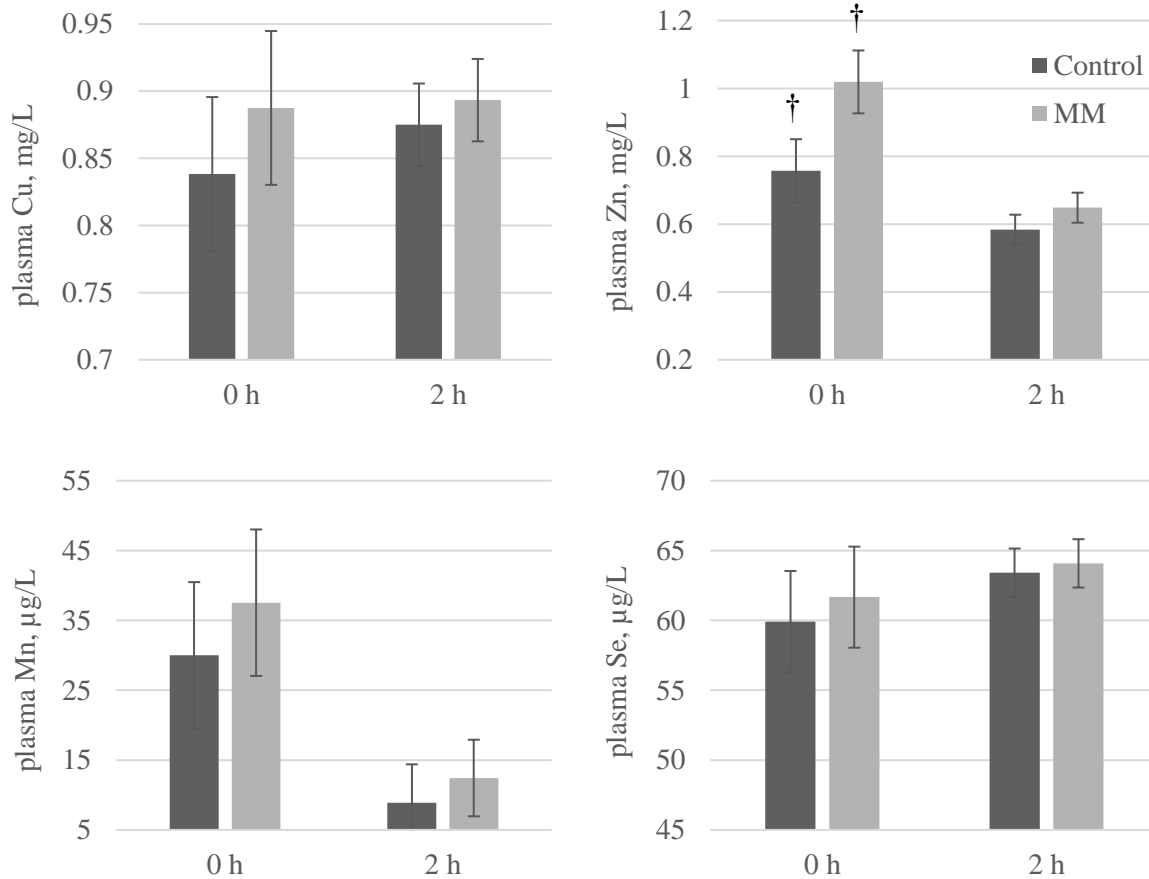 plasma Cu, mg/L
0.95
0.9
0.85
0.8
0.75
0.7
0 h
2 h
plasma Zn, mg/L
1.2
1
0.8
0.6
0.4
0.2
†
†
Control
MM
0 h
2 h
plasma Mn, µg/L
55
45
35
25
15
5
0 h
2 h
plasma Se, µg/L
70
65
60
55
50
45
0 h
2 h